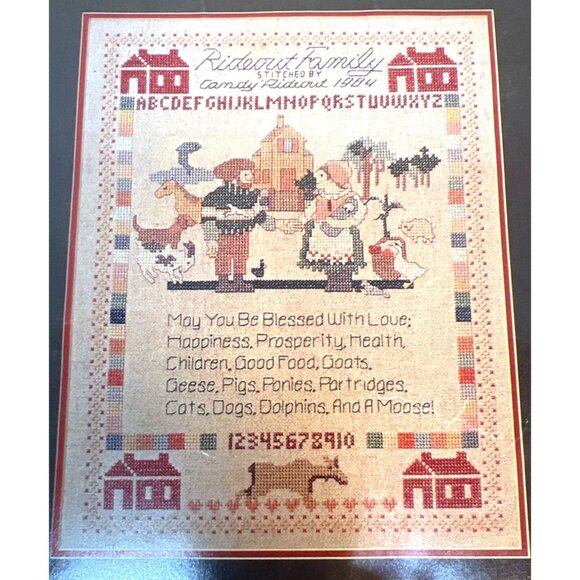 Rideout Family
STITCHED BY
Candy Rideout 1984
ABCDEFGHIJKLMNOPQRSTUVWXYZ
May You Be Blessed With Love;
Happiness, Prosperity, Health,
Children, Good Food, Goats,
Geese, Pigs, Ponies, Partridges,
Cats, Dogs, Dolphins, And A Moose!
12345678910